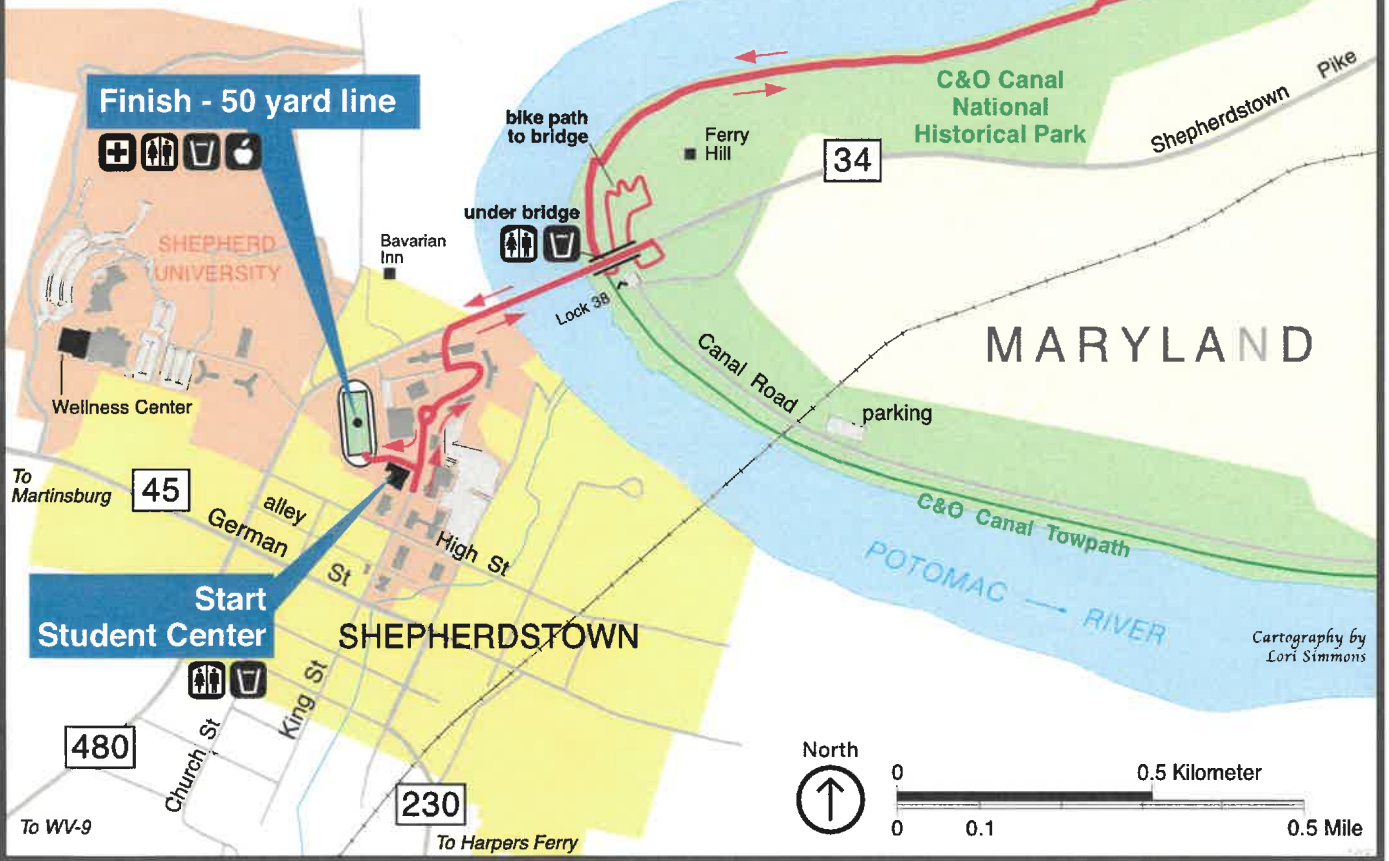 Finish - 50 yard line
bike path
to bridge
Ferry
Hill
C&O Canal
National
Historical Park
Shepherdstown Pike
34
under bridge
SHEPHERD
UNIVERSITY
Bavarian
Inn
Lock 38
Canal Road
MARYLAND
Wellness Center
parking
To
Martinsburg
45
alley
German St
High St
C&O Canal Towpath
POTOMAC RIVER
Start
Student Center
SHEPHERDSTOWN
Cartography by
Lori Simmons
King St
Church St
480
230
North
0 0.5 Kilometer
0 0.1 0.5 Mile
To WV-9
To Harpers Ferry